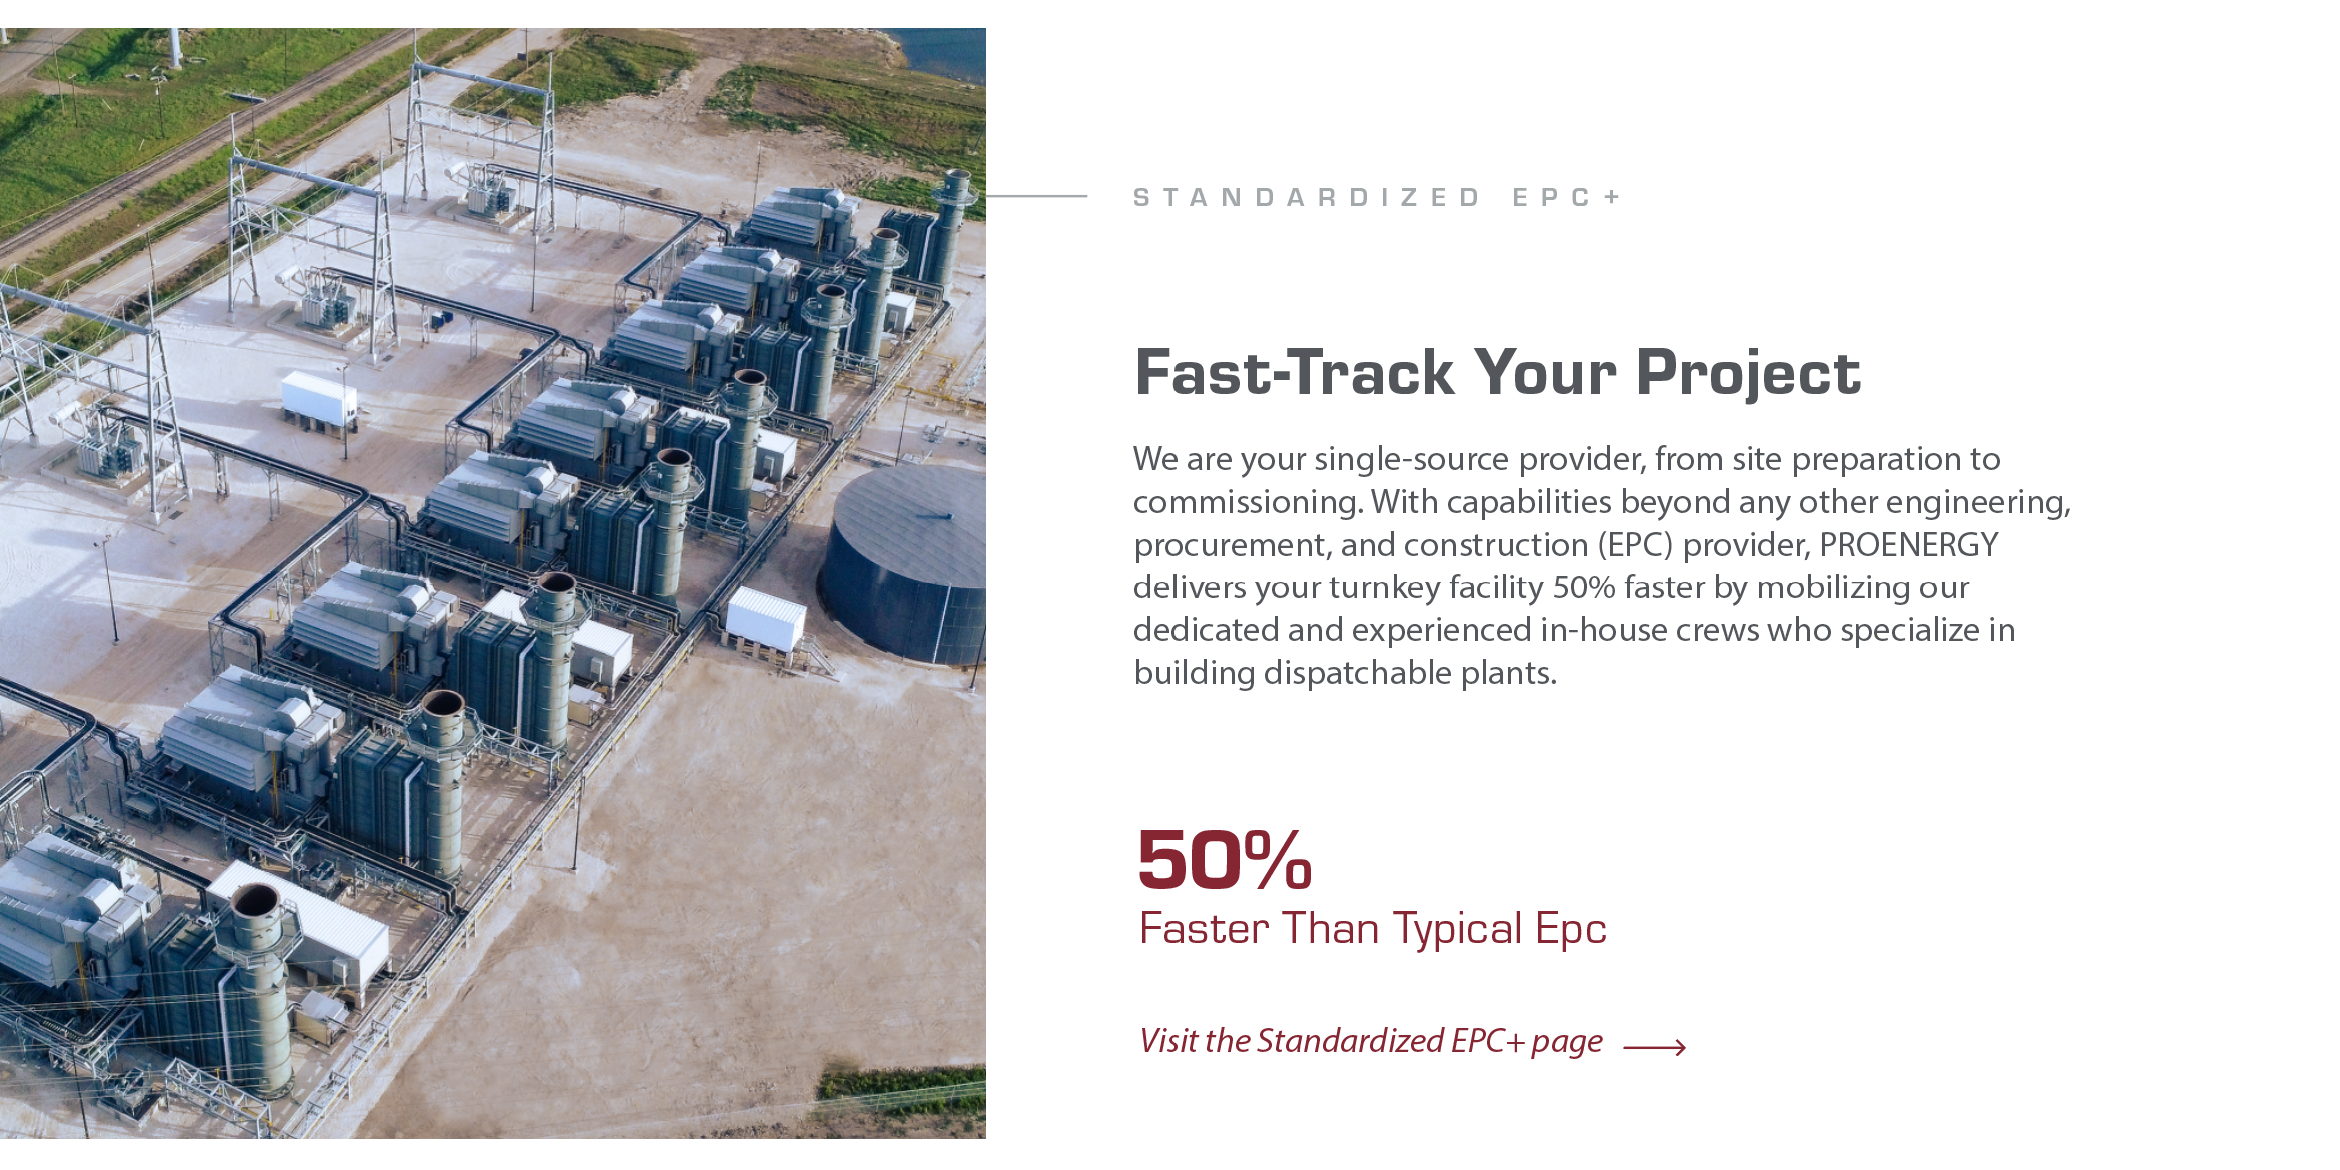 STANDARDIZED EPC+
Fast-Track Your Project
We are your single-source provider, from site preparation to
commissioning. With capabilities beyond any other engineering,
procurement, and construction (EPC) provider, PROENERGY
delivers your turnkey facility 50% faster by mobilizing our
dedicated and experienced in-house crews who specialize in
building dispatchable plants.
50%
Faster Than Typical Epc
Visit the Standardized EPC+ page